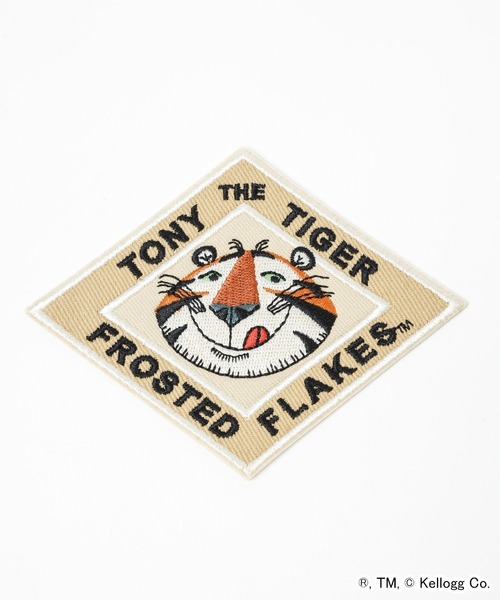 TONY THE TIGER
FROSTED FLAKES™
®, TM, © Kellogg Co.